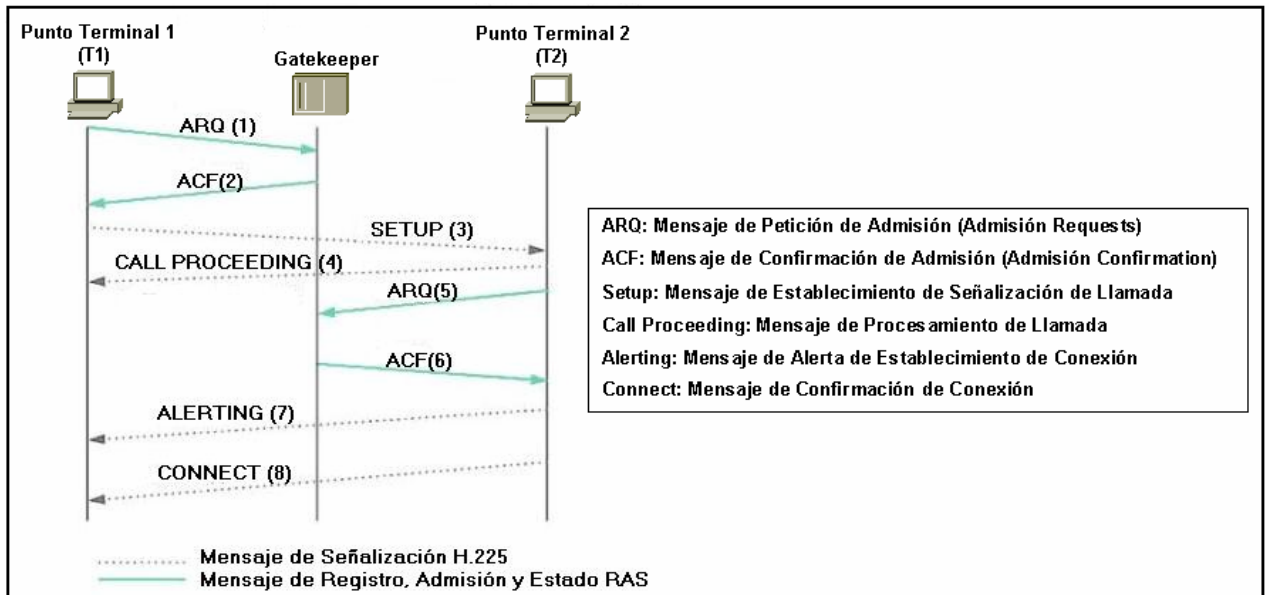 Punto Terminal 1
(T1)
Gatekeeper
Punto Terminal 2
(T2)
ARQ (1)
ACF(2)
SETUP (3)
CALL PROCEEDING (4)
ARQ(5)
ACF(6)
ALERTING (7)
CONNECT (8)
ARQ: Mensaje de Petición de Admisión (Admisión Requests)
ACF: Mensaje de Confirmación de Admisión (Admisión Confirmation)
Setup: Mensaje de Establecimiento de Señalización de Llamada
Call Proceeding: Mensaje de Procesamiento de Llamada
Alerting: Mensaje de Alerta de Establecimiento de Conexión
Connect: Mensaje de Confirmación de Conexión
Mensaje de Señalización H.225
Mensaje de Registro, Admisión y Estado RAS